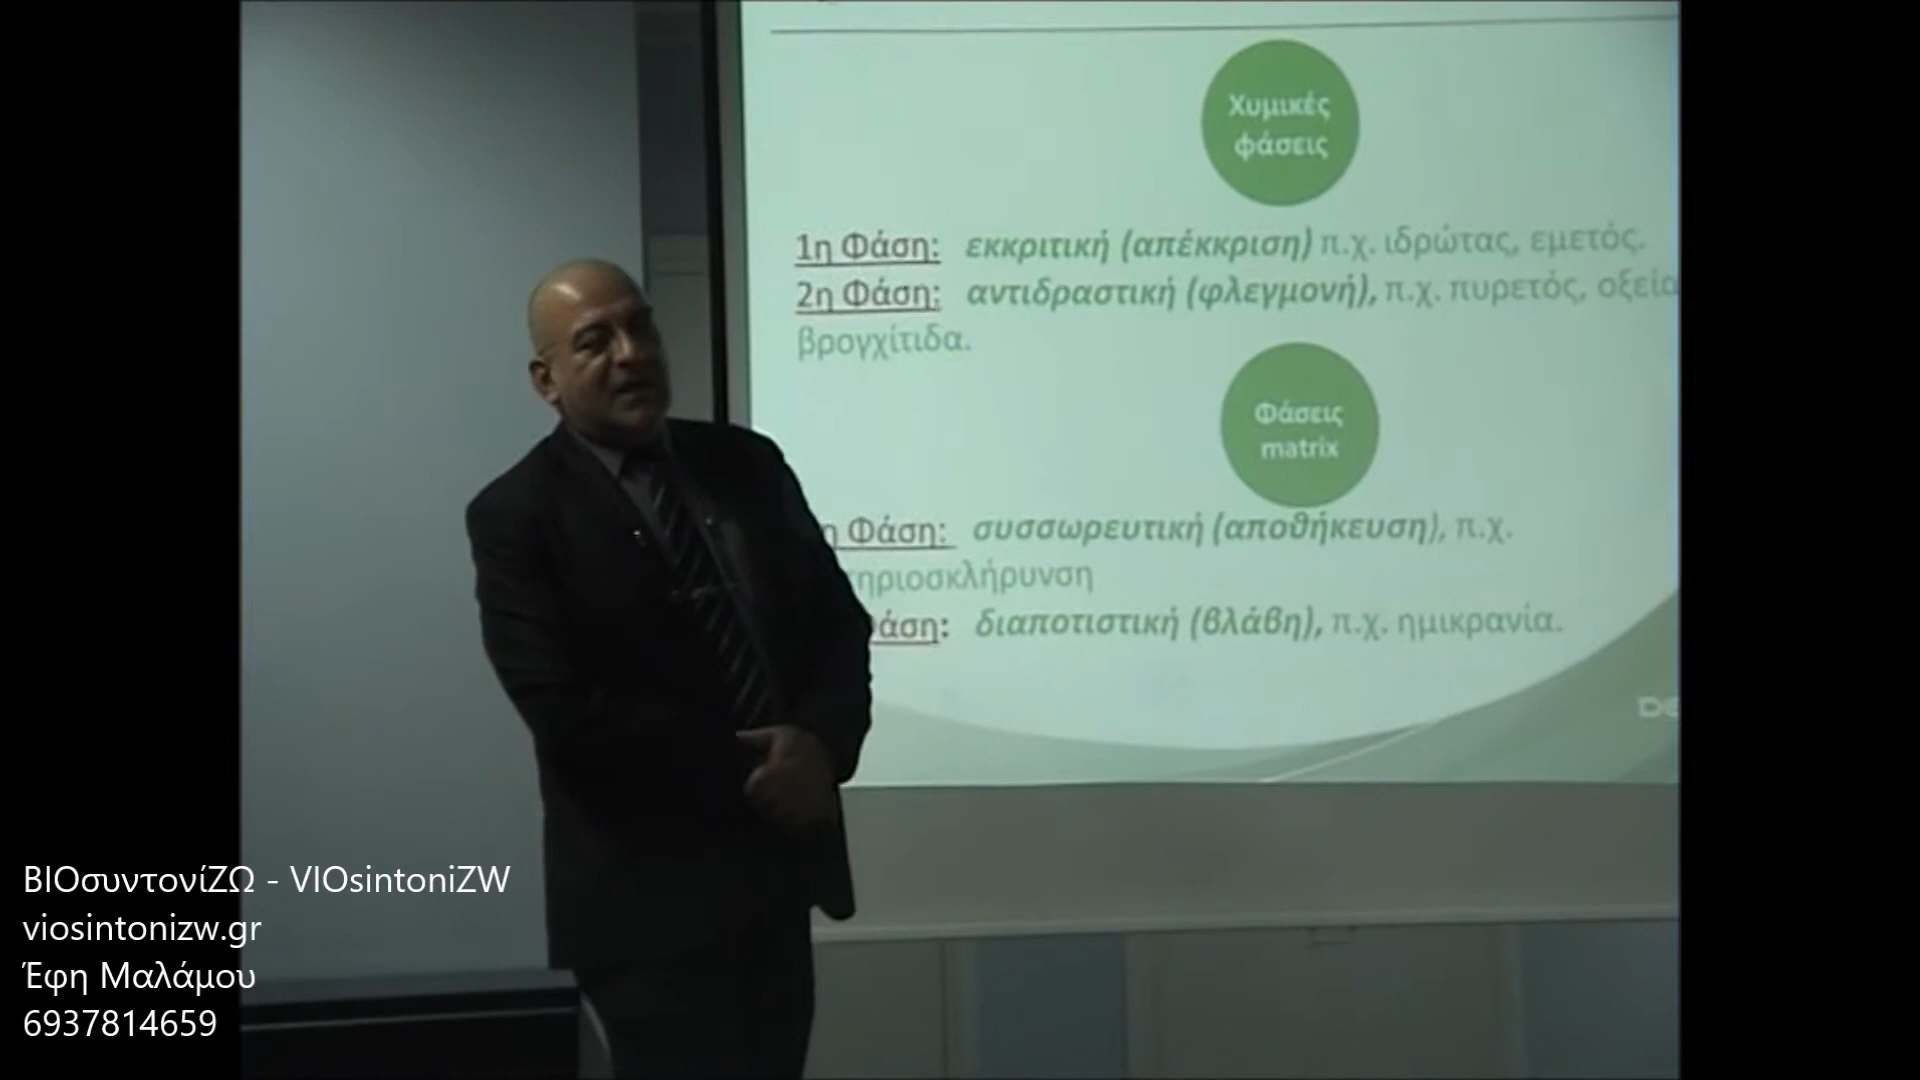 Χυμικές
φάσεις
1η Φάση: εκκριτική (απέκκριση) π.χ. ιδρώτας, εμετός.
2η Φάση: αντιδραστική (φλεγμονή), π.χ. πυρετός, οξεία
βρογχίτιδα.
Φάσεις
matrix
η Φάση: συσσωρευτική (αποθήκευση), π.χ.
τηριοσκλήρυνση
άση: διαποτιστική (βλάβη), π.χ. ημικρανία.
ΒΙΟσυντονίΖΩ - VIOsintoniZW
viosintonizw.gr
Έφη Μαλάμου
6937814659